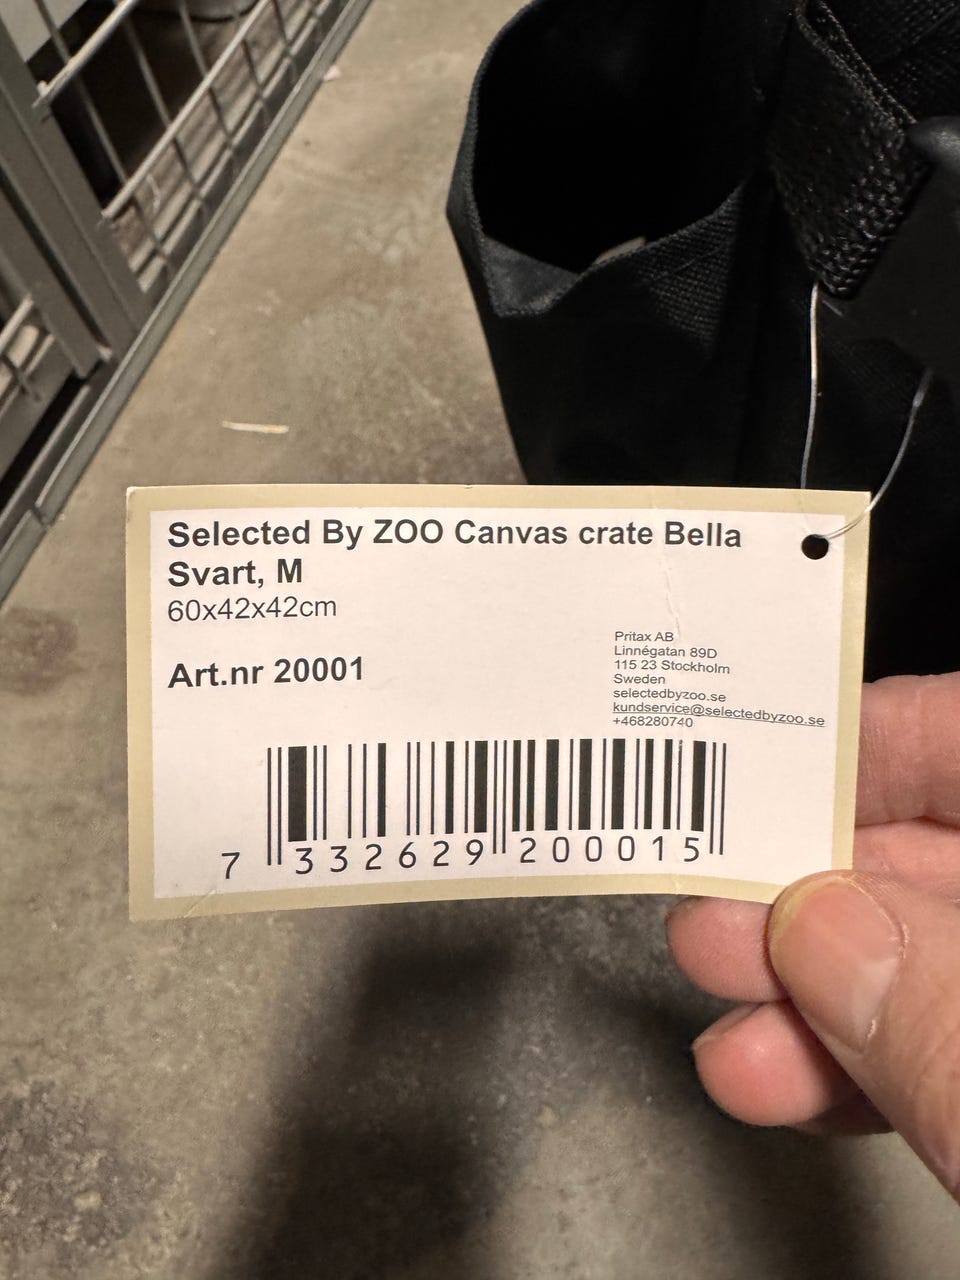 Selected By ZOO Canvas crate Bella
Svart, M
60x42x42cm
Art.nr 20001
Pritax AB
Linnégatan 89D
115 23 Stockholm
Sweden
selectedbyzoo.se
kundservice@selectedbyzoo.se
+468280740
7 332629 200015